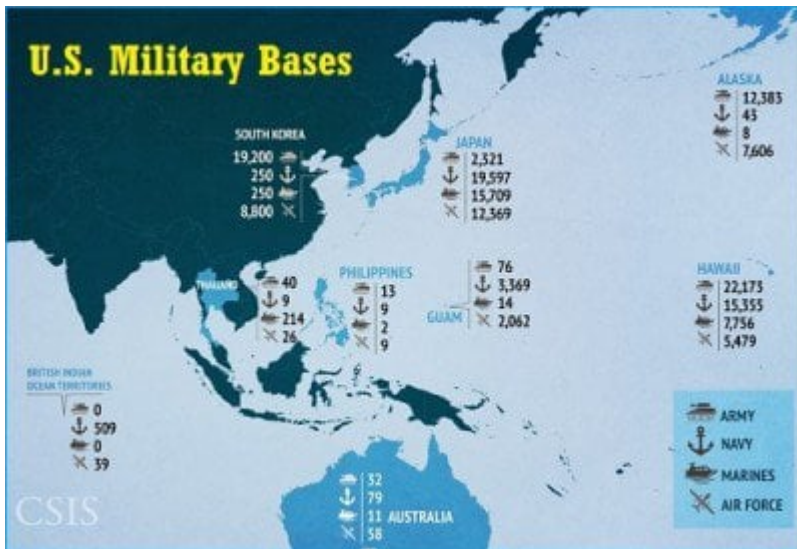 U.S. Military Bases
ALASKA
12,383
43
8
7,606
SOUTH KOREA
19,200
250
250
8,800
JAPAN
2,321
19,597
15,709
12,369
THAILAND
40
9
214
26
PHILIPPINES
13
9
2
9
GUAM
76
3,369
14
2,062
HAWAII
22,173
15,355
7,756
5,479
BRITISH INDIAN
OCEAN TERRITORIES
0
509
0
39
AUSTRALIA
32
79
11
58
ARMY
NAVY
MARINES
AIR FORCE
CSIS